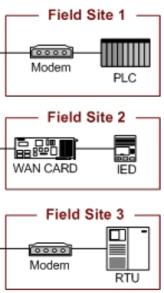 Field Site 1
Modem
PLC
Field Site 2
WAN CARD
IED
Field Site 3
Modem
RTU